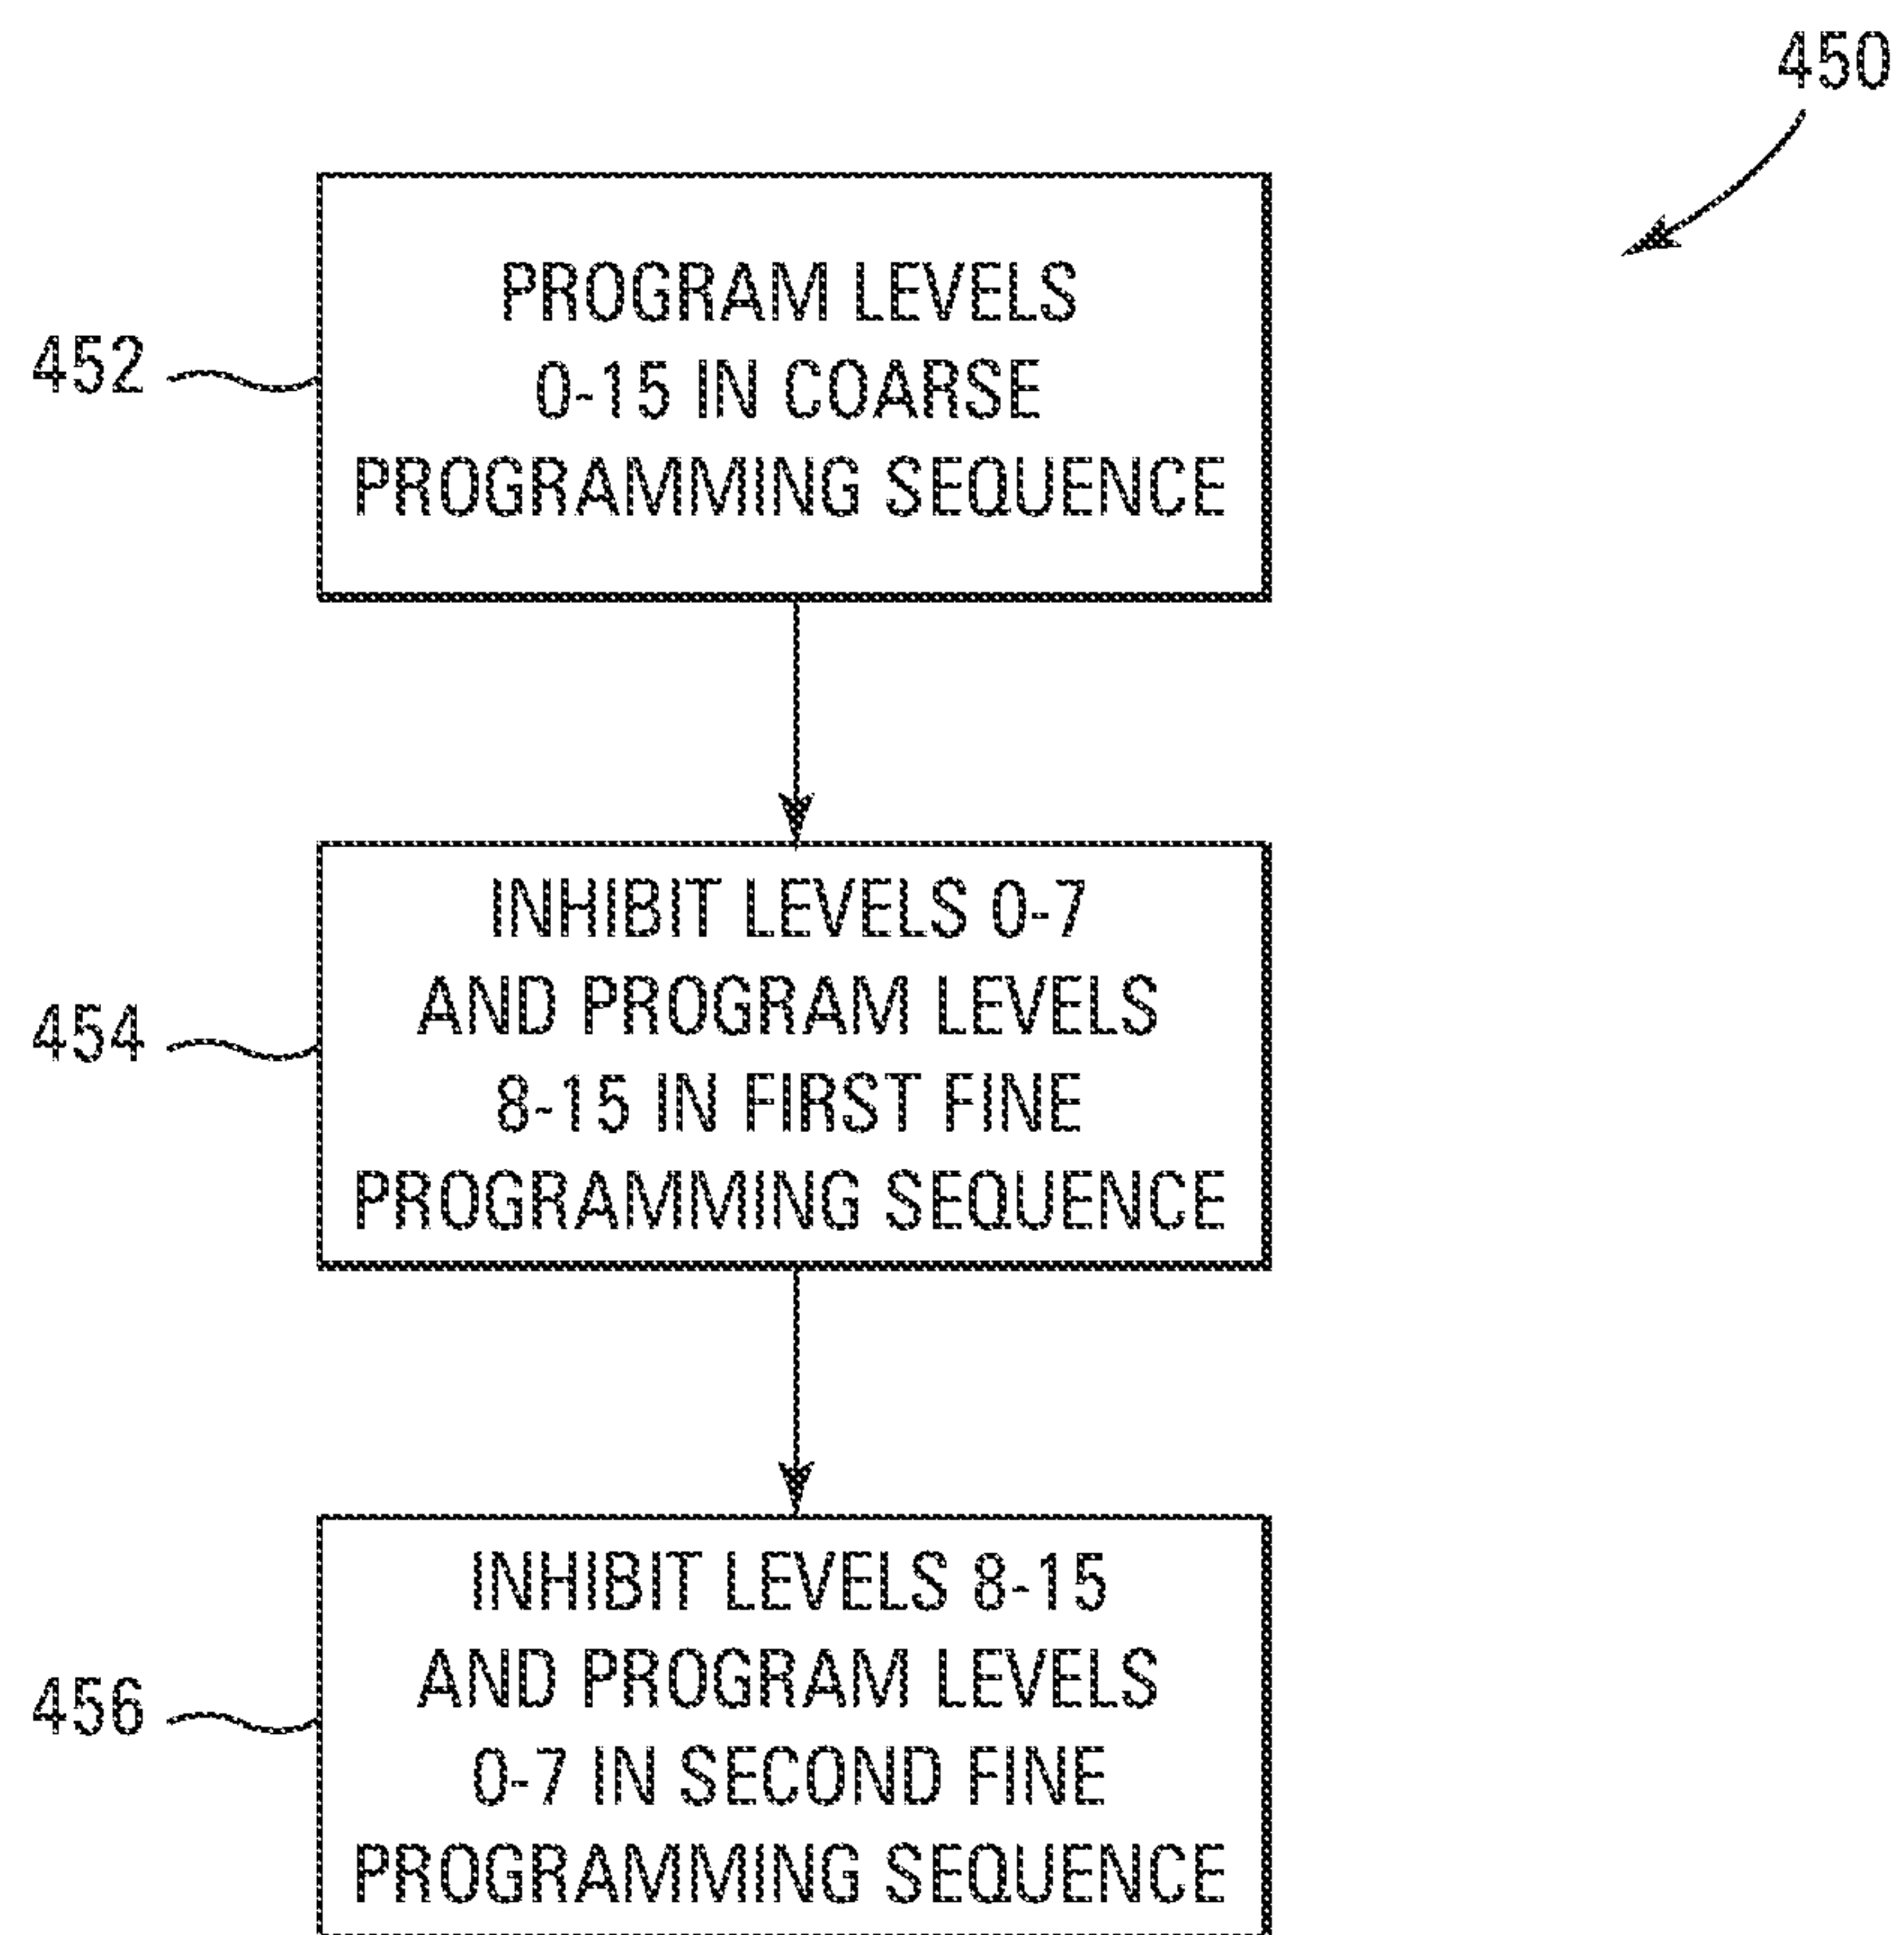 450
452
PROGRAM LEVELS
0-15 IN COARSE
PROGRAMMING SEQUENCE
454
INHIBIT LEVELS 0-7
AND PROGRAM LEVELS
8-15 IN FIRST FINE
PROGRAMMING SEQUENCE
456
INHIBIT LEVELS 8-15
AND PROGRAM LEVELS
0-7 IN SECOND FINE
PROGRAMMING SEQUENCE